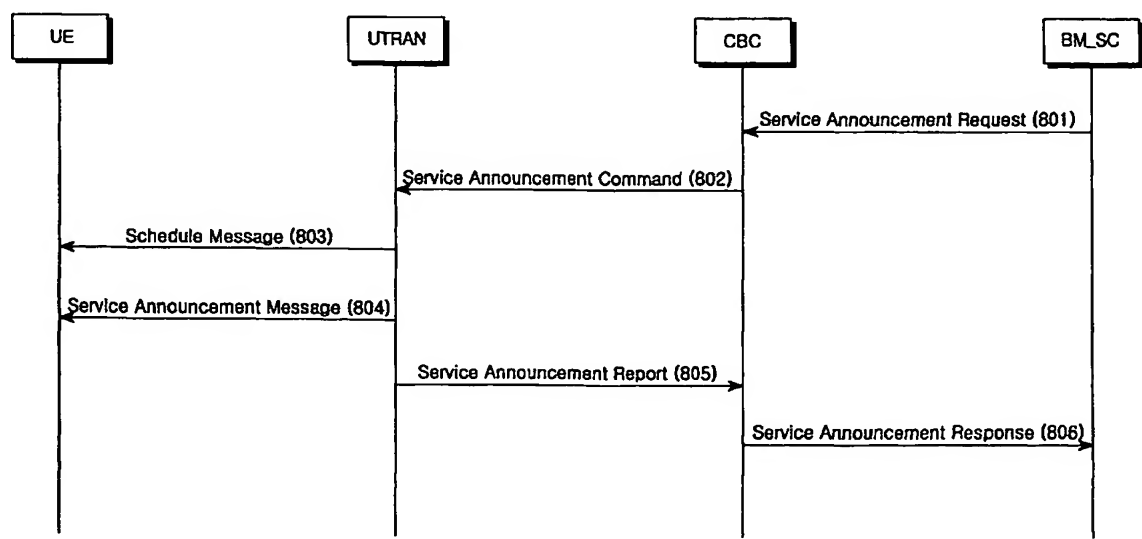 UE
UTRAN
CBC
BM_SC
Service Announcement Request (801)
Service Announcement Command (802)
Schedule Message (803)
Service Announcement Message (804)
Service Announcement Report (805)
Service Announcement Response (806)